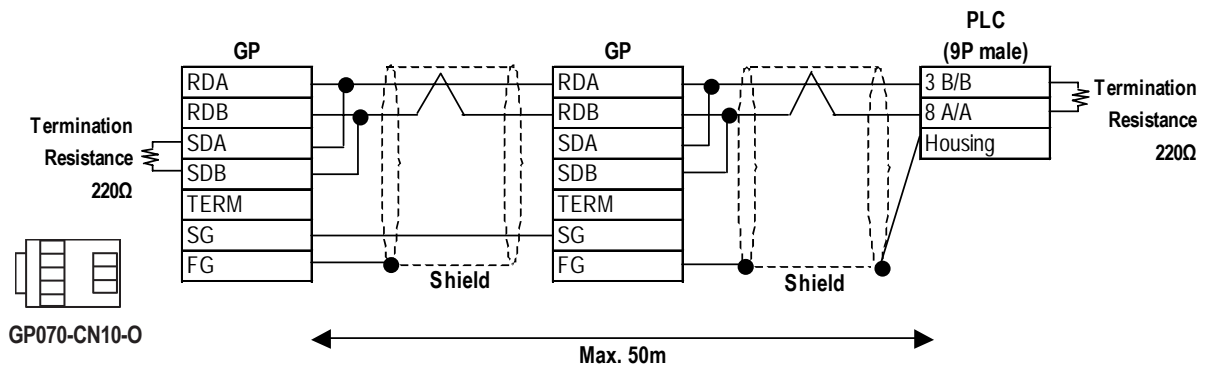 PLC
(9P male)
GP
RDA
RDB
SDA
SDB
TERM
SG
FG
Termination
Resistance
220Ω
GP070-CN10-O
Shield
GP
RDA
RDB
SDA
SDB
TERM
SG
FG
Shield
3 B/B
8 A/A
Housing
Termination
Resistance
220Ω
Max. 50m